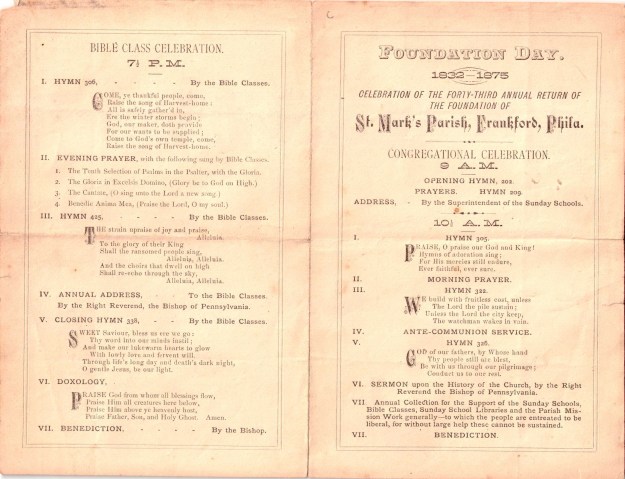 BIBLE CLASS CELEBRATION.
7½ P. M.
I. HYMN 306, - - - - By the Bible Classes.
COME, ye thankful people, come,
Raise the song of Harvest-home:
All is safely gather'd in,
Ere the winter storms begin;
God, our maker, doth provide
For our wants to be supplied;
Come to God's own temple, come,
Raise the song of Harvest-home.
II. EVENING PRAYER, with the following sung by Bible Classes.
1. The Tenth Selection of Psalms in the Psalter, with the Gloria.
2. The Gloria in Excelsis Domino, (Glory be to God on High.)
3. The Cantate, (O sing unto the Lord a new song.)
4. Benedic Anima Mea, (Praise the Lord, O my soul.)
III. HYMN 425, - - - - By the Bible Classes.
THE strain upraise of joy and praise,
Alleluia.
To the glory of their King
Shall the ransomed people sing,
Alleluia, Alleluia.
And the choirs that dwell on high
Shall re-echo through the sky,
Alleluia, Alleluia.
IV. ANNUAL ADDRESS, - To the Bible Classes.
By the Right Reverend, the Bishop of Pennsylvania.
V. CLOSING HYMN 338, - - By the Bible Classes.
SWEET Saviour, bless us ere we go:
Thy word into our minds instil;
And make our lukewarm hearts to glow
With lowly love and fervent will.
Through life's long day and death's dark night,
O gentle Jesus, be our light.
VI. DOXOLOGY,
PRAISE God from whom all blessings flow,
Praise Him all creatures here below,
Praise Him above ye heavenly host,
Praise Father, Son, and Holy Ghost. Amen.
VII. BENEDICTION, - - - - By the Bishop.
FOUNDATION DAY.
1832—1875
CELEBRATION OF THE FORTY-THIRD ANNUAL RETURN OF
THE FOUNDATION OF
St. Mark's Parish, Frankford, Phila.
CONGREGATIONAL CELEBRATION.
9 A. M.
OPENING HYMN, 202.
PRAYERS. HYMN 209.
ADDRESS, - By the Superintendent of the Sunday Schools.
10½ A. M.
I. HYMN 305.
PRAISE, O praise our God and King!
Hymns of adoration sing;
For His mercies still endure,
Ever faithful, ever sure.
II. MORNING PRAYER.
III. HYMN 322.
WE build with fruitless cost, unless
The Lord the pile sustain;
Unless the Lord the city keep,
The watchman wakes in vain.
IV. ANTE-COMMUNION SERVICE.
V. HYMN 326.
GOD of our fathers, by Whose hand
Thy people still are blest,
Be with us through our pilgrimage;
Conduct us to our rest.
VI. SERMON upon the History of the Church, by the Right
Reverend the Bishop of Pennsylvania.
VII Annual Collection for the Support of the Sunday Schools,
Bible Classes, Sunday School Libraries and the Parish Mis-
sion Work generally—to which the people are entreated to be
liberal, for without large help these cannot be sustained.
VII. BENEDICTION.